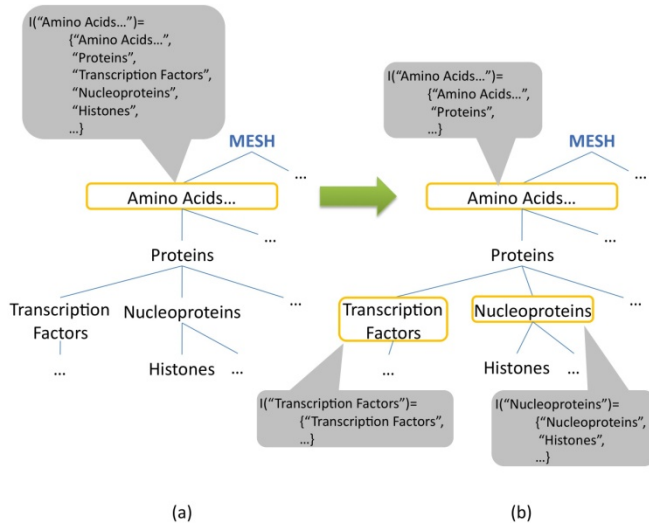 I(“Amino Acids...”)=
{“Amino Acids...”,
“Proteins”,
“Transcription Factors”,
“Nucleoproteins”,
“Histones”,
...}
MESH
...
Amino Acids...
...
Proteins
Transcription
Factors
Nucleoproteins
...
...
Histones
...
(a)
I(“Amino Acids...”)=
{“Amino Acids...”,
“Proteins”,
...}
MESH
...
Amino Acids...
...
Proteins
Transcription
Factors
Nucleoproteins
...
...
Histones
...
I(“Transcription Factors”)=
{“Transcription Factors”,
...}
I(“Nucleoproteins”)=
{“Nucleoproteins”,
“Histones”,
...}
(b)